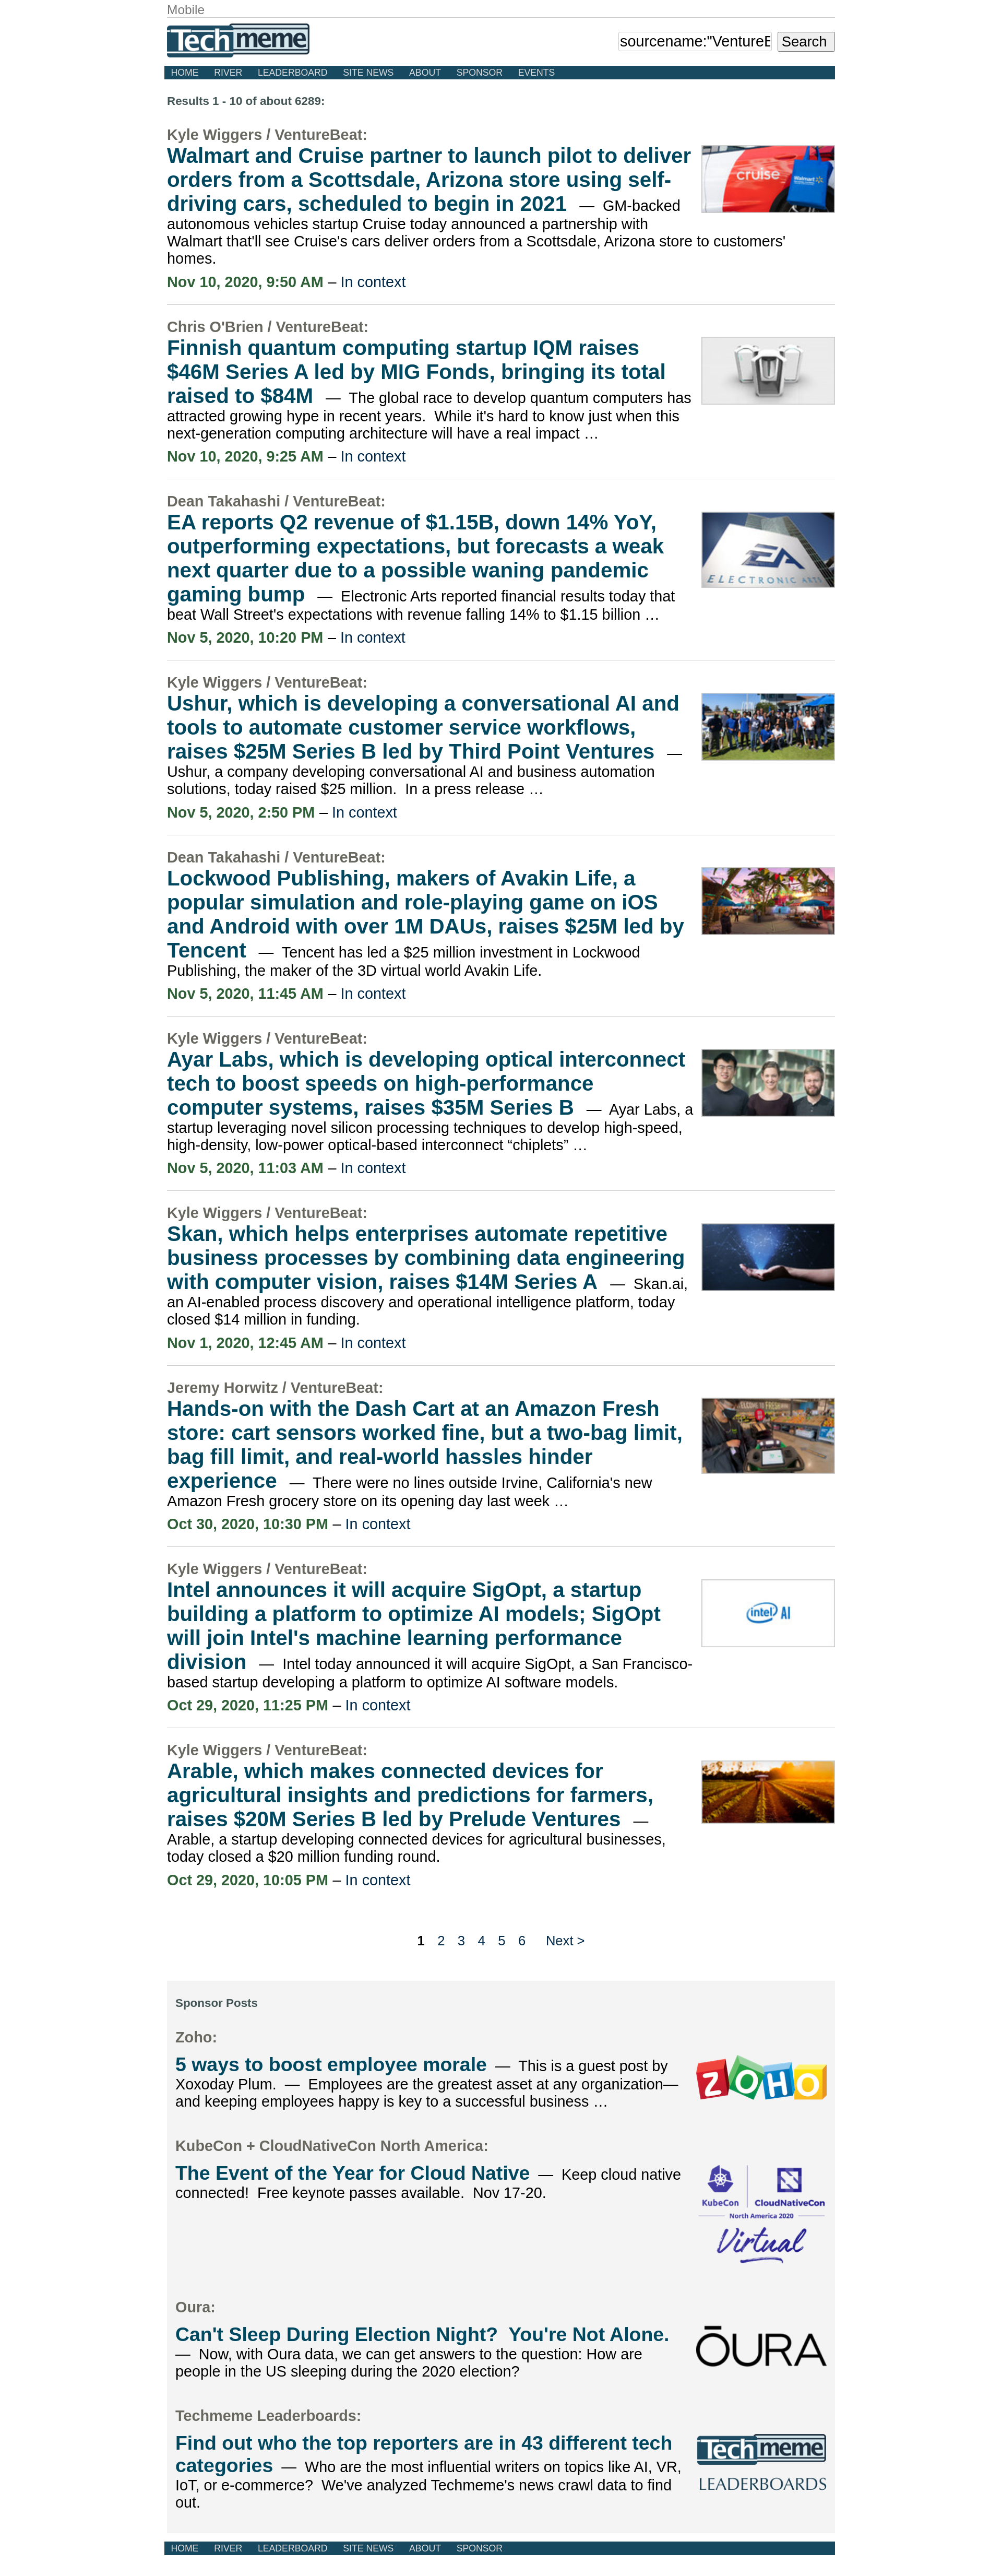 Mobile
Techmeme
sourcename:"VentureB
Search
HOME RIVER LEADERBOARD SITE NEWS ABOUT SPONSOR EVENTS
Results 1 - 10 of about 6289:
Kyle Wiggers / VentureBeat:
Walmart and Cruise partner to launch pilot to deliver
orders from a Scottsdale, Arizona store using self-
driving cars, scheduled to begin in 2021 — GM-backed
autonomous vehicles startup Cruise today announced a partnership with
Walmart that'll see Cruise's cars deliver orders from a Scottsdale, Arizona store to customers'
homes.
cruise
Walmart
Nov 10, 2020, 9:50 AM – In context
Chris O'Brien / VentureBeat:
Finnish quantum computing startup IQM raises
$46M Series A led by MIG Fonds, bringing its total
raised to $84M — The global race to develop quantum computers has
attracted growing hype in recent years. While it's hard to know just when this
next-generation computing architecture will have a real impact …
Nov 10, 2020, 9:25 AM – In context
Dean Takahashi / VentureBeat:
EA reports Q2 revenue of $1.15B, down 14% YoY,
outperforming expectations, but forecasts a weak
next quarter due to a possible waning pandemic
gaming bump — Electronic Arts reported financial results today that
beat Wall Street's expectations with revenue falling 14% to $1.15 billion …
EA
ELECTRONIC ARTS
Nov 5, 2020, 10:20 PM – In context
Kyle Wiggers / VentureBeat:
Ushur, which is developing a conversational AI and
tools to automate customer service workflows,
raises $25M Series B led by Third Point Ventures —
Ushur, a company developing conversational AI and business automation
solutions, today raised $25 million. In a press release …
Nov 5, 2020, 2:50 PM – In context
Dean Takahashi / VentureBeat:
Lockwood Publishing, makers of Avakin Life, a
popular simulation and role-playing game on iOS
and Android with over 1M DAUs, raises $25M led by
Tencent — Tencent has led a $25 million investment in Lockwood
Publishing, the maker of the 3D virtual world Avakin Life.
Nov 5, 2020, 11:45 AM – In context
Kyle Wiggers / VentureBeat:
Ayar Labs, which is developing optical interconnect
tech to boost speeds on high-performance
computer systems, raises $35M Series B — Ayar Labs, a
startup leveraging novel silicon processing techniques to develop high-speed,
high-density, low-power optical-based interconnect “chiplets” …
Nov 5, 2020, 11:03 AM – In context
Kyle Wiggers / VentureBeat:
Skan, which helps enterprises automate repetitive
business processes by combining data engineering
with computer vision, raises $14M Series A — Skan.ai,
an AI-enabled process discovery and operational intelligence platform, today
closed $14 million in funding.
Nov 1, 2020, 12:45 AM – In context
Jeremy Horwitz / VentureBeat:
Hands-on with the Dash Cart at an Amazon Fresh
store: cart sensors worked fine, but a two-bag limit,
bag fill limit, and real-world hassles hinder
experience — There were no lines outside Irvine, California's new
Amazon Fresh grocery store on its opening day last week …
Oct 30, 2020, 10:30 PM – In context
Kyle Wiggers / VentureBeat:
Intel announces it will acquire SigOpt, a startup
building a platform to optimize AI models; SigOpt
will join Intel's machine learning performance
division — Intel today announced it will acquire SigOpt, a San Francisco-
based startup developing a platform to optimize AI software models.
intel AI
Oct 29, 2020, 11:25 PM – In context
Kyle Wiggers / VentureBeat:
Arable, which makes connected devices for
agricultural insights and predictions for farmers,
raises $20M Series B led by Prelude Ventures —
Arable, a startup developing connected devices for agricultural businesses,
today closed a $20 million funding round.
Oct 29, 2020, 10:05 PM – In context
1 2 3 4 5 6 Next >
Sponsor Posts
Zoho:
5 ways to boost employee morale — This is a guest post by
Xoxoday Plum. — Employees are the greatest asset at any organization—
and keeping employees happy is key to a successful business …
ZOHO
KubeCon + CloudNativeCon North America:
The Event of the Year for Cloud Native — Keep cloud native
connected! Free keynote passes available. Nov 17-20.
KubeCon CloudNativeCon
North America 2020
Virtual
Oura:
Can't Sleep During Election Night? You're Not Alone.
— Now, with Oura data, we can get answers to the question: How are
people in the US sleeping during the 2020 election?
ŌURA
Techmeme Leaderboards:
Find out who the top reporters are in 43 different tech
categories — Who are the most influential writers on topics like AI, VR,
IoT, or e-commerce? We've analyzed Techmeme's news crawl data to find
out.
Techmeme
LEADERBOARDS
HOME RIVER LEADERBOARD SITE NEWS ABOUT SPONSOR